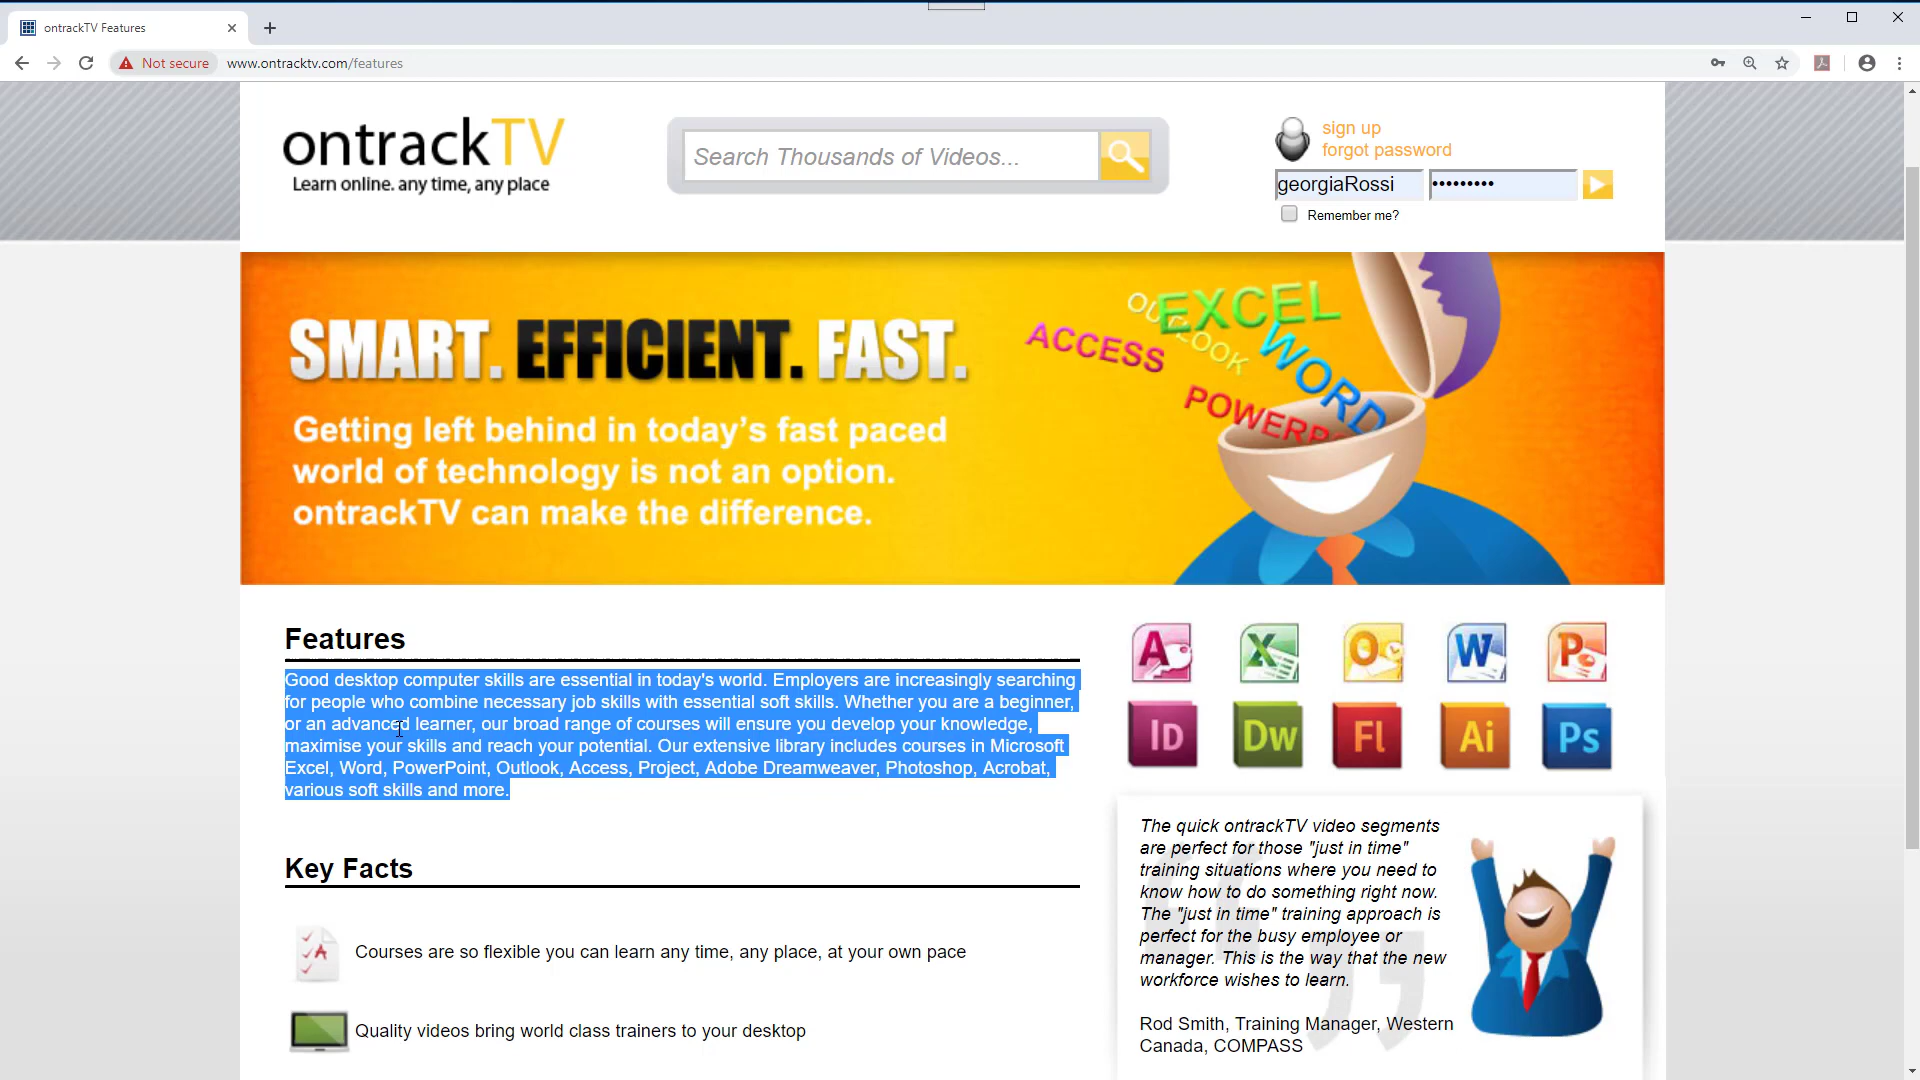 ontrackTV Features
Not secure
www.ontracktv.com/features
ontrackTV
Learn online. any time, any place
Search Thousands of Videos...
sign up
forgot password
georgiaRossi
•••••••••
Remember me?
SMART. EFFICIENT. FAST.
Getting left behind in today's fast paced
world of technology is not an option.
ontrackTV can make the difference.
OUTLOOK
EXCEL
ACCESS
WORD
POWERP
Features
Good desktop computer skills are essential in today's world. Employers are increasingly searching
for people who combine necessary job skills with essential soft skills. Whether you are a beginner,
or an advanced learner, our broad range of courses will ensure you develop your knowledge,
maximise your skills and reach your potential. Our extensive library includes courses in Microsoft
Excel, Word, PowerPoint, Outlook, Access, Project, Adobe Dreamweaver, Photoshop, Acrobat,
various soft skills and more.
A X O W P
Id Dw Fl Ai Ps
Key Facts
A
Courses are so flexible you can learn any time, any place, at your own pace
Quality videos bring world class trainers to your desktop
The quick ontrackTV video segments
are perfect for those "just in time"
training situations where you need to
know how to do something right now.
The "just in time" training approach is
perfect for the busy employee or
manager. This is the way that the new
workforce wishes to learn.
Rod Smith, Training Manager, Western
Canada, COMPASS